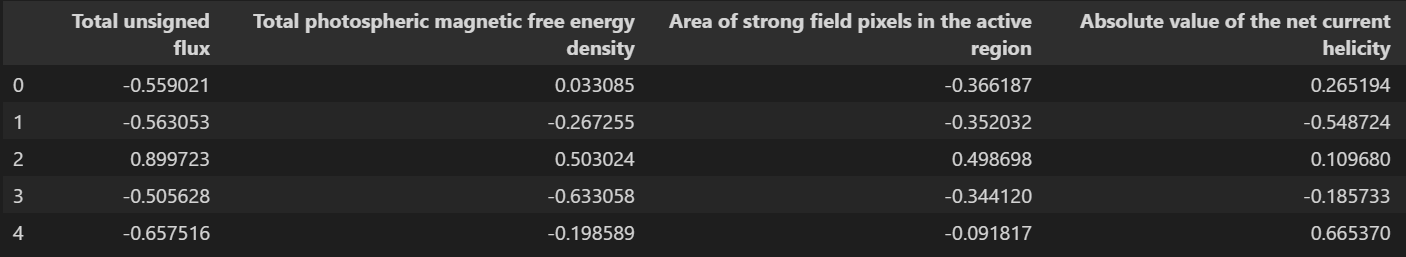 Total unsigned flux Total photospheric magnetic free energy density Area of strong field pixels in the active region Absolute value of the net current helicity
0 -0.559021 0.033085 -0.366187 0.265194
1 -0.563053 -0.267255 -0.352032 -0.548724
2 0.899723 0.503024 0.498698 0.109680
3 -0.505628 -0.633058 -0.344120 -0.185733
4 -0.657516 -0.198589 -0.091817 0.665370